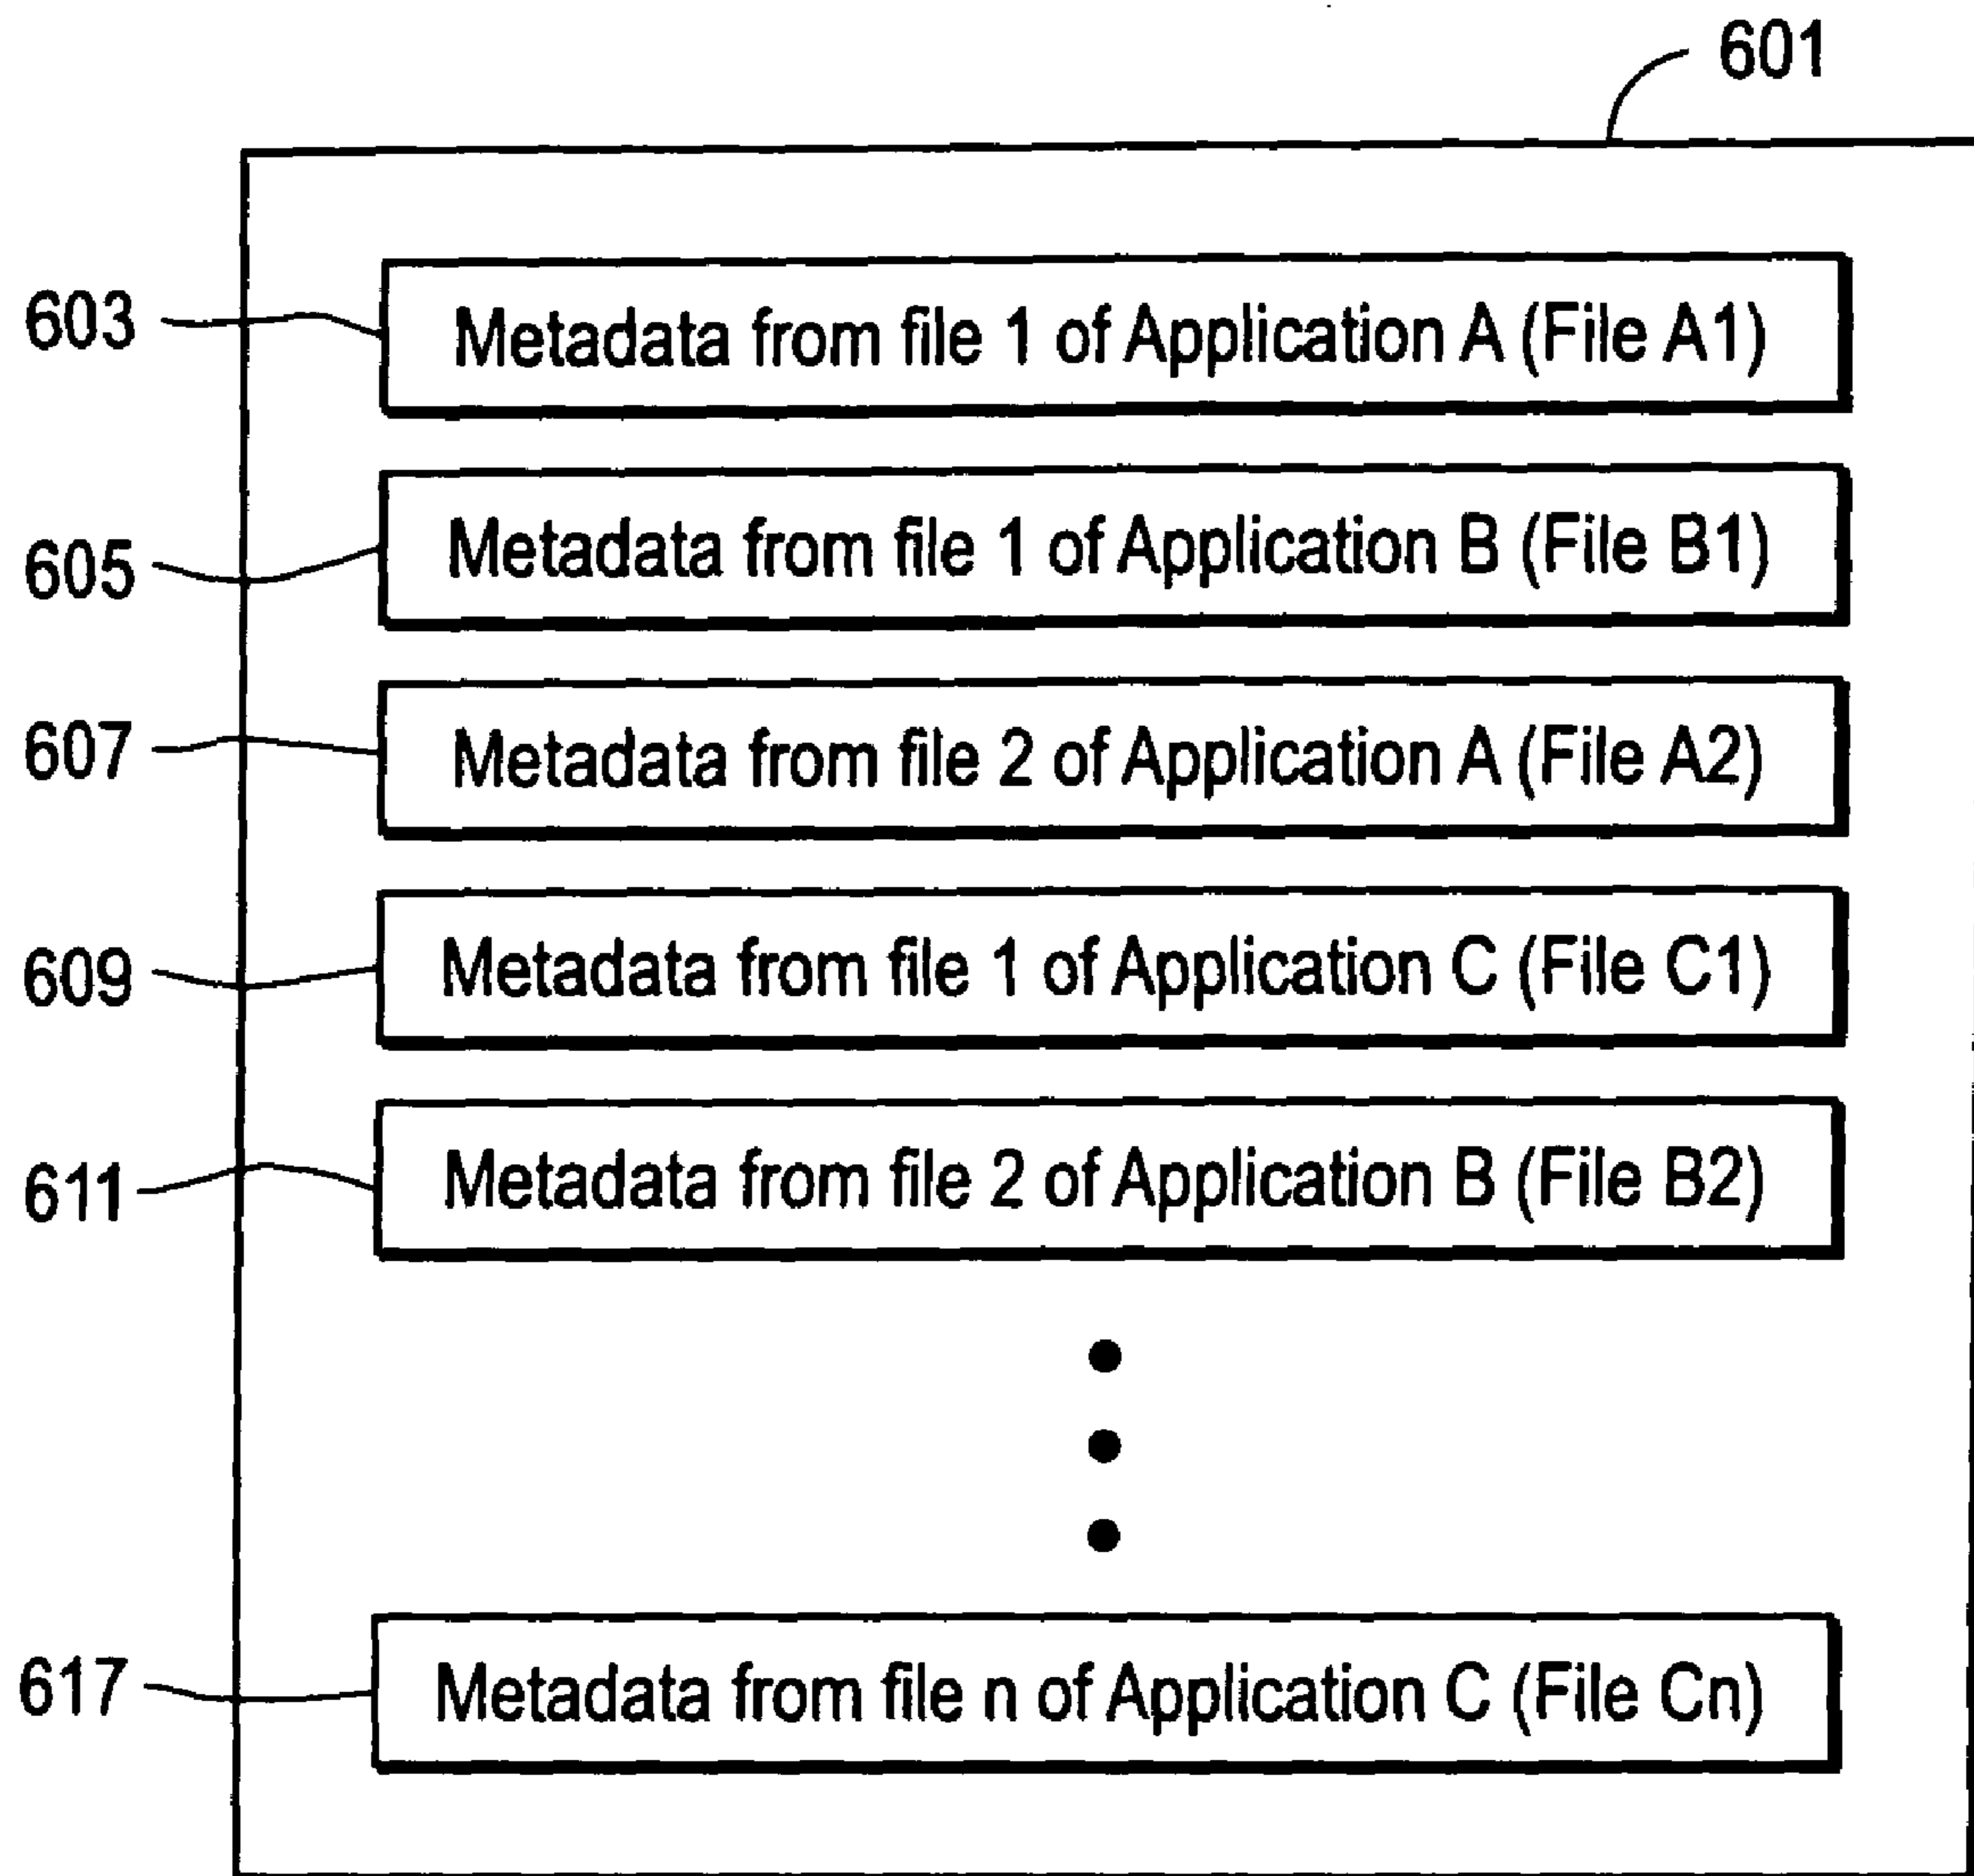 601
603 Metadata from file 1 of Application A (File A1)
605 Metadata from file 1 of Application B (File B1)
607 Metadata from file 2 of Application A (File A2)
609 Metadata from file 1 of Application C (File C1)
611 Metadata from file 2 of Application B (File B2)
617 Metadata from file n of Application C (File Cn)